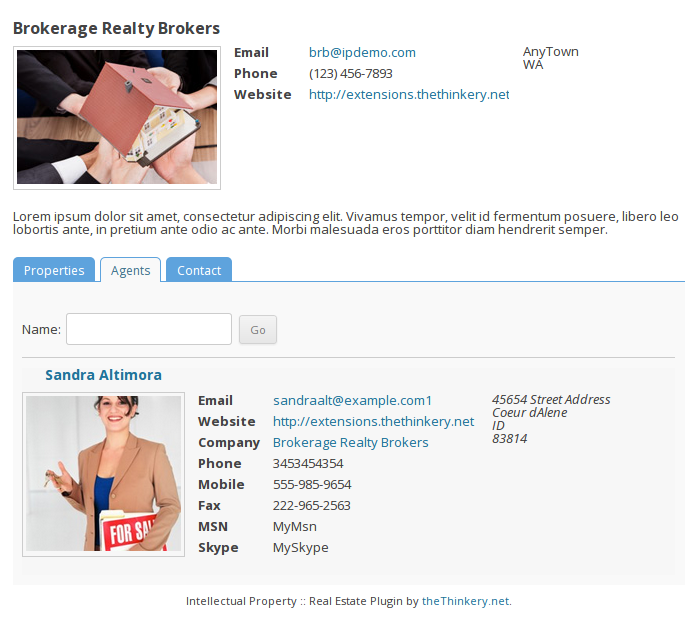 Brokerage Realty Brokers
Email brb@ipdemo.com
Phone (123) 456-7893
Website http://extensions.thethinkery.net
AnyTown
WA
Lorem ipsum dolor sit amet, consectetur adipiscing elit. Vivamus tempor, velit id fermentum posuere, libero leo
lobortis ante, in pretium ante odio ac ante. Morbi malesuada eros porttitor diam hendrerit semper.
Properties Agents Contact
Name: Go
Sandra Altimora
Email sandraalt@example.com1
Website http://extensions.thethinkery.net
Company Brokerage Realty Brokers
Phone 3453454354
Mobile 555-985-9654
Fax 222-965-2563
MSN MyMsn
Skype MySkype
45654 Street Address
Coeur dAlene
ID
83814
FOR SAL
Intellectual Property :: Real Estate Plugin by theThinkery.net.